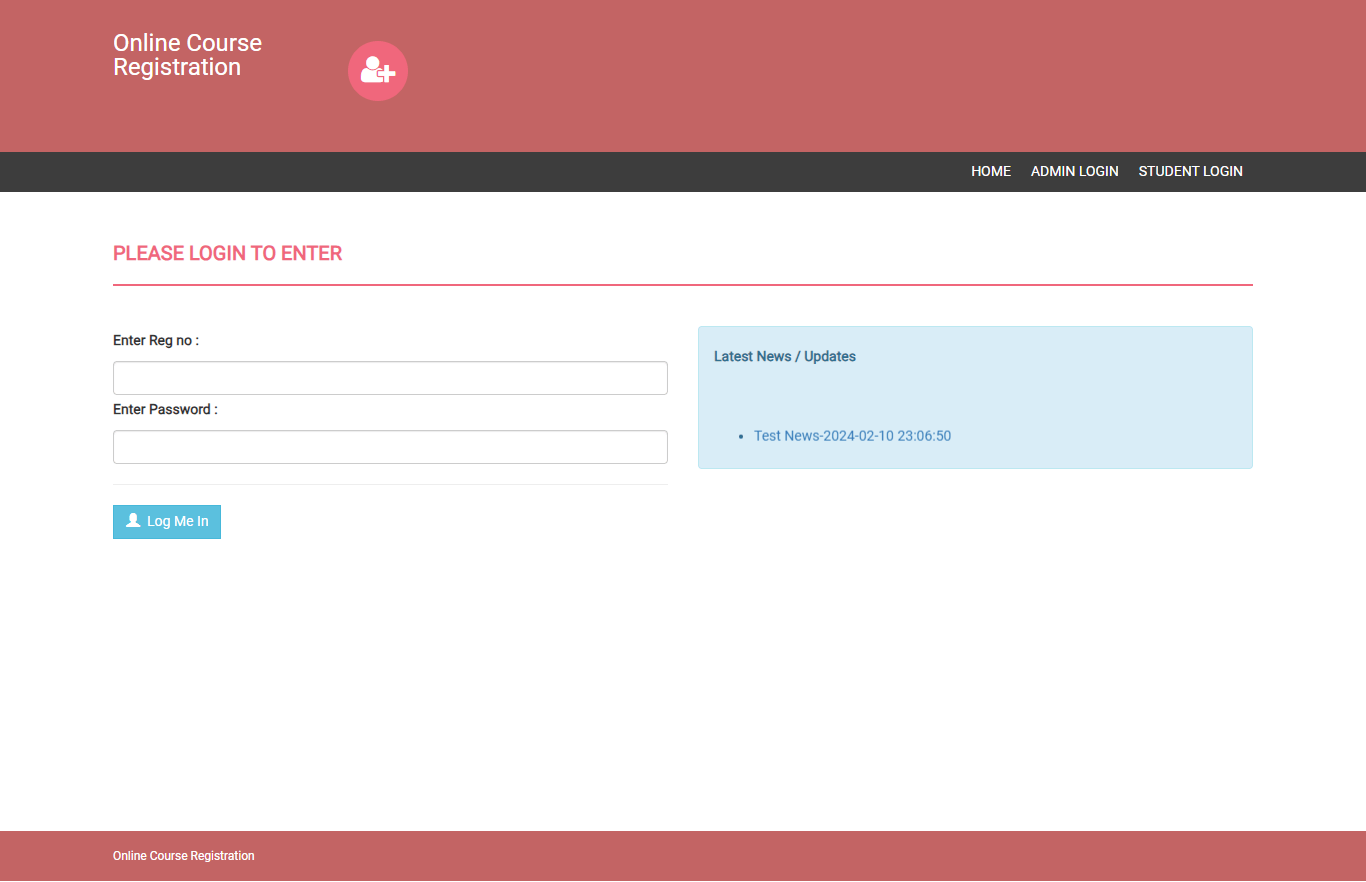 Online Course
Registration
HOME ADMIN LOGIN STUDENT LOGIN
PLEASE LOGIN TO ENTER
Enter Reg no :
Enter Password :
Log Me In
Latest News / Updates
Test News-2024-02-10 23:06:50
Online Course Registration